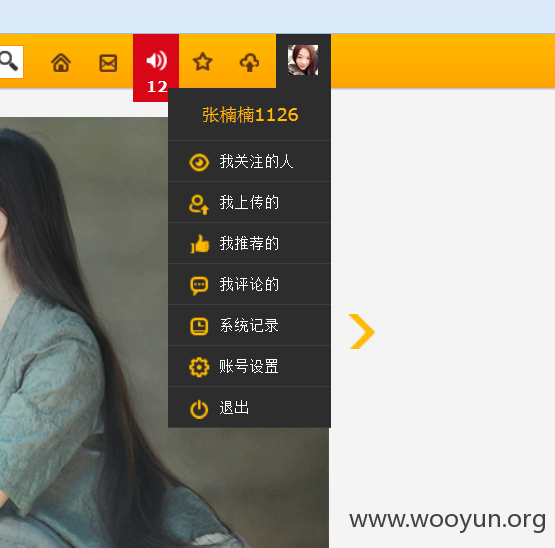 12
张楠楠1126
我关注的人
我上传的
我推荐的
我评论的
系统记录
账号设置
退出
www.wooyun.org